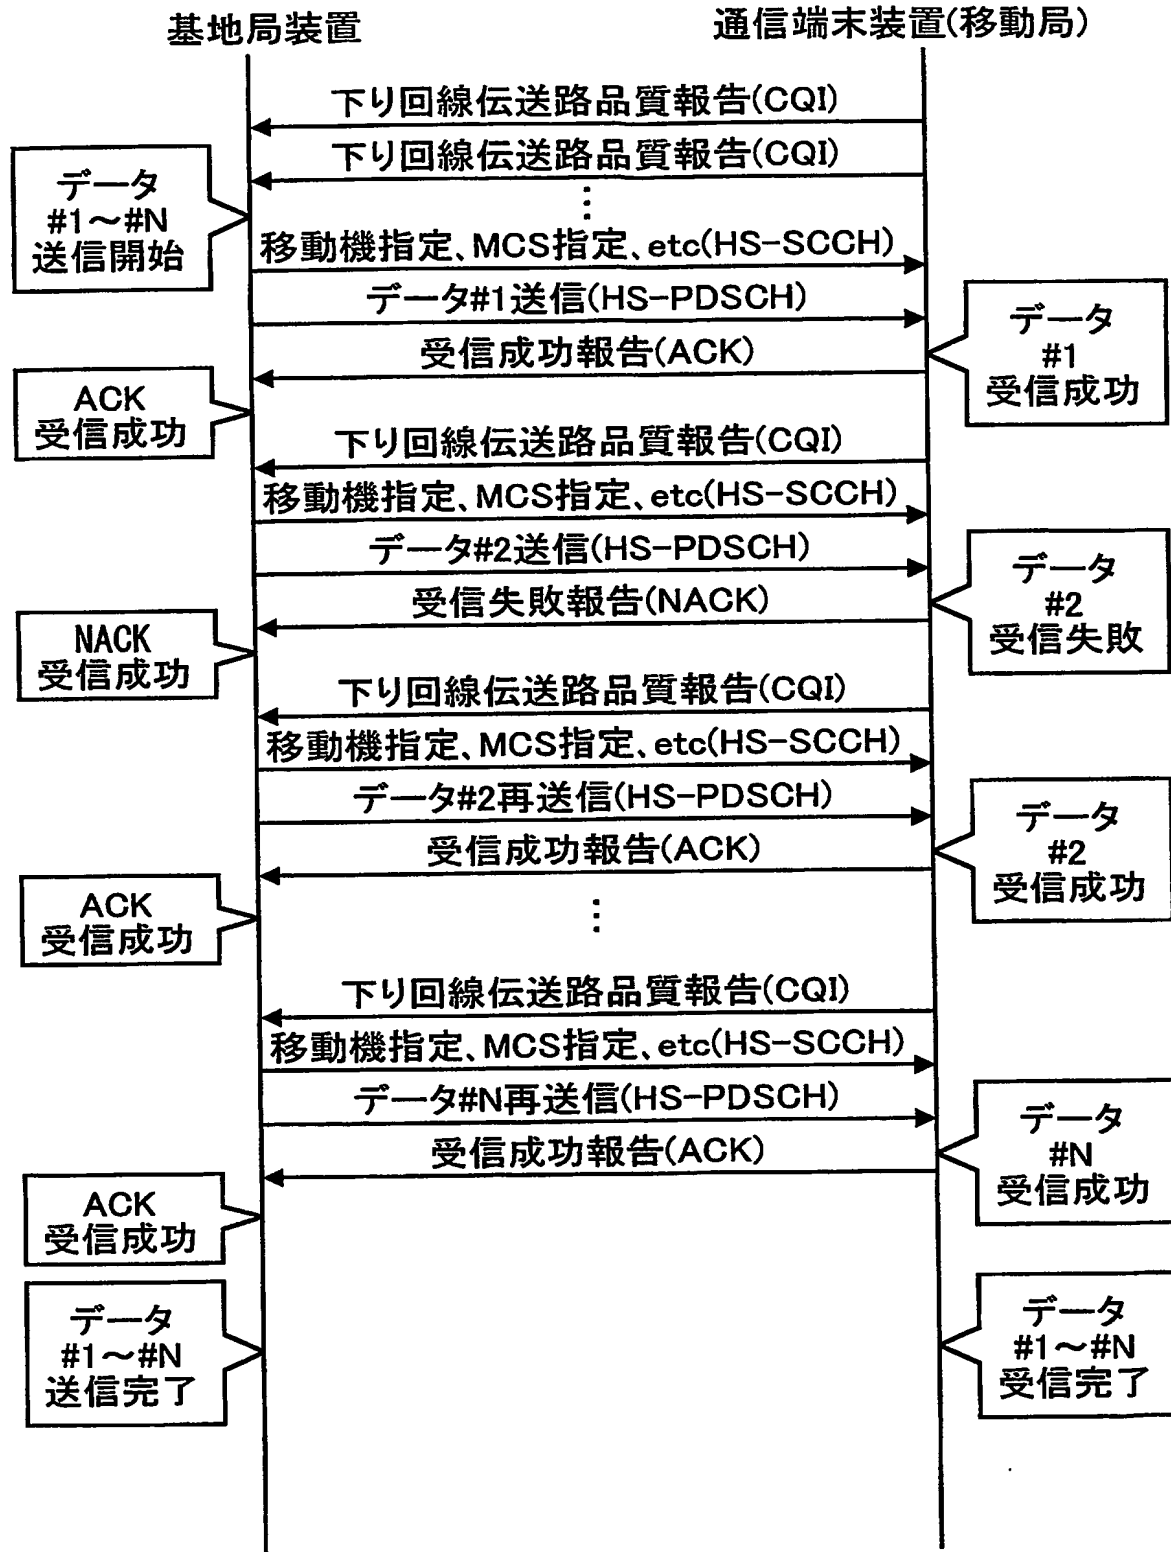 基地局装置
通信端末装置(移動局)
下り回線伝送路品質報告(CQI)
下り回線伝送路品質報告(CQI)
データ
#1～#N
送信開始
移動機指定、MCS指定、etc(HS-SCCH)
データ#1送信(HS-PDSCH)
データ
#1
受信成功
受信成功報告(ACK)
ACK
受信成功
下り回線伝送路品質報告(CQI)
移動機指定、MCS指定、etc(HS-SCCH)
データ#2送信(HS-PDSCH)
データ
#2
受信失敗
受信失敗報告(NACK)
NACK
受信成功
下り回線伝送路品質報告(CQI)
移動機指定、MCS指定、etc(HS-SCCH)
データ#2再送信(HS-PDSCH)
データ
#2
受信成功
受信成功報告(ACK)
ACK
受信成功
下り回線伝送路品質報告(CQI)
移動機指定、MCS指定、etc(HS-SCCH)
データ#N再送信(HS-PDSCH)
データ
#N
受信成功
受信成功報告(ACK)
ACK
受信成功
データ
#1～#N
送信完了
データ
#1～#N
受信完了